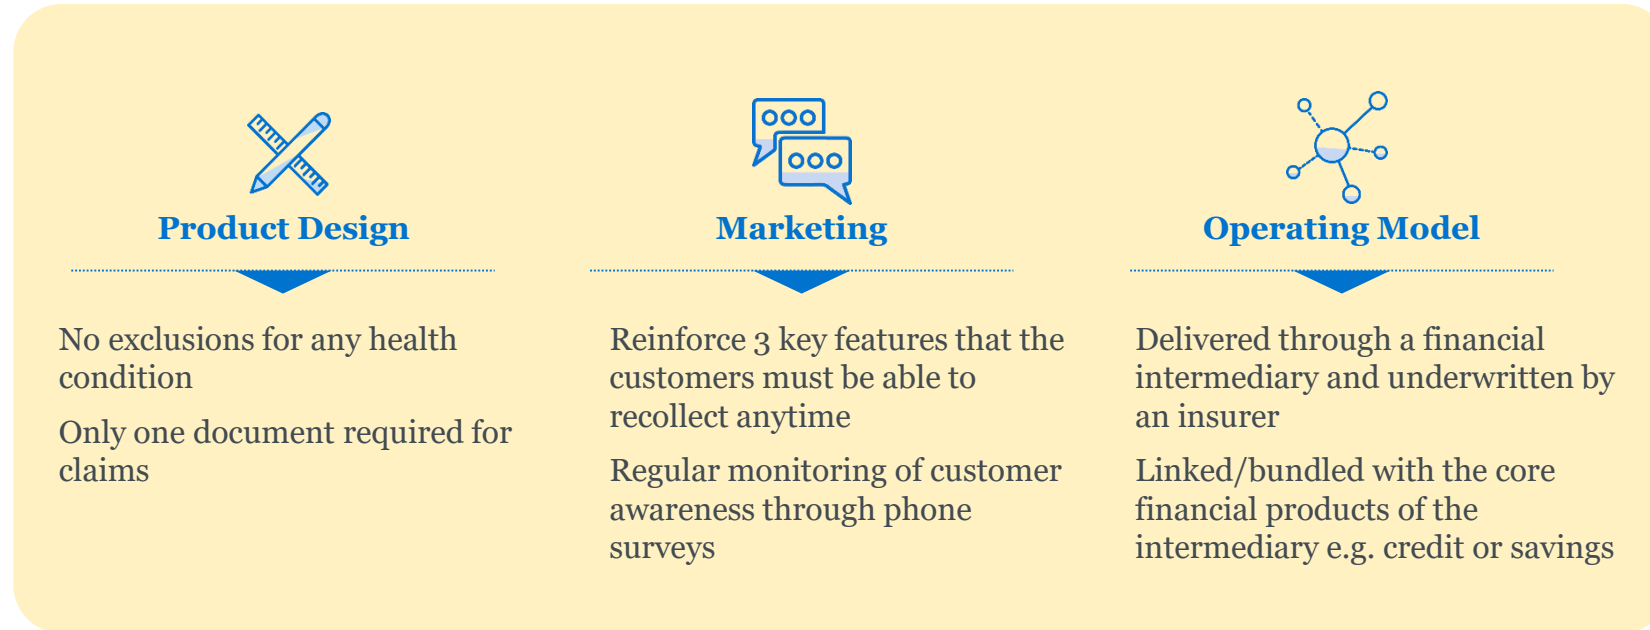 Product Design
No exclusions for any health
condition
Only one document required for
claims
Marketing
Reinforce 3 key features that the
customers must be able to
recollect anytime
Regular monitoring of customer
awareness through phone
surveys
Operating Model
Delivered through a financial
intermediary and underwritten by
an insurer
Linked/bundled with the core
financial products of the
intermediary e.g. credit or savings